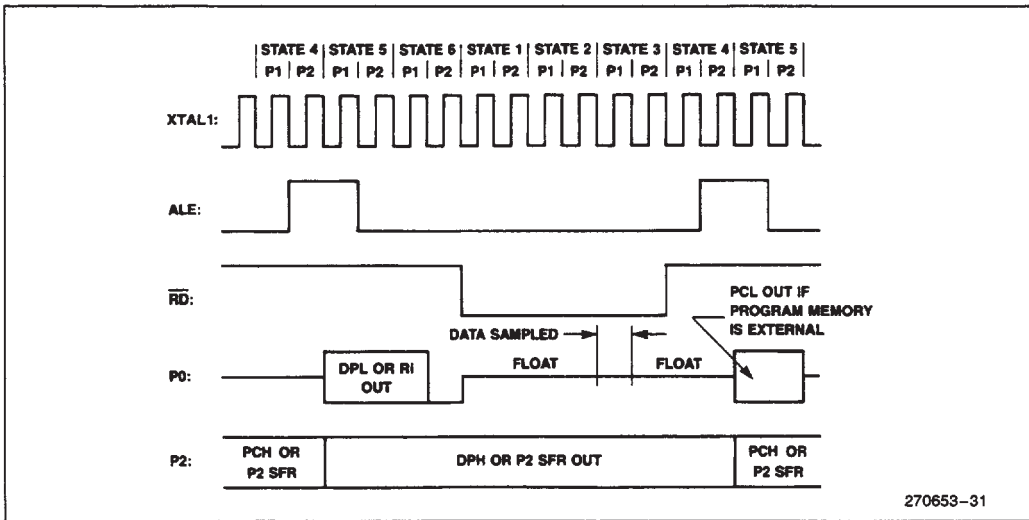 STATE 4 STATE 5 STATE 6 STATE 1 STATE 2 STATE 3 STATE 4 STATE 5
P1 P2 P1 P2 P1 P2 P1 P2 P1 P2 P1 P2 P1 P2 P1 P2
XTAL1:
ALE:
RD:
PCL OUT IF
PROGRAM MEMORY
IS EXTERNAL
DATA SAMPLED
P0:
DPL OR RI
OUT
FLOAT
FLOAT
P2:
PCH OR
P2 SFR
DPH OR P2 SFR OUT
PCH OR
P2 SFR
270653-31